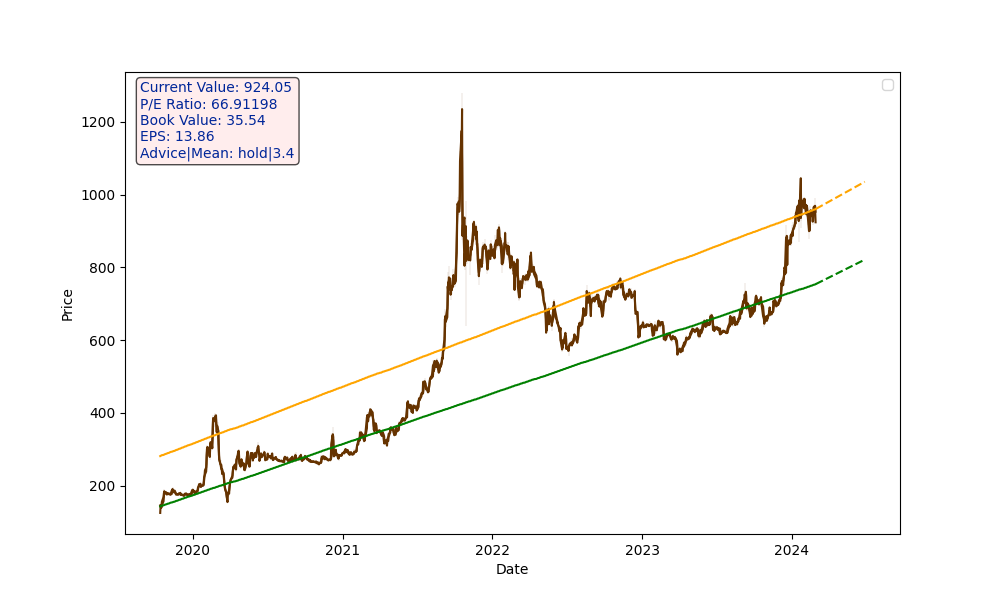 Current Value: 924.05
P/E Ratio: 66.91198
Book Value: 35.54
EPS: 13.86
Advice|Mean: hold|3.4
1200
1000
800
600
400
200
Price
2020 2021 2022 2023 2024
Date